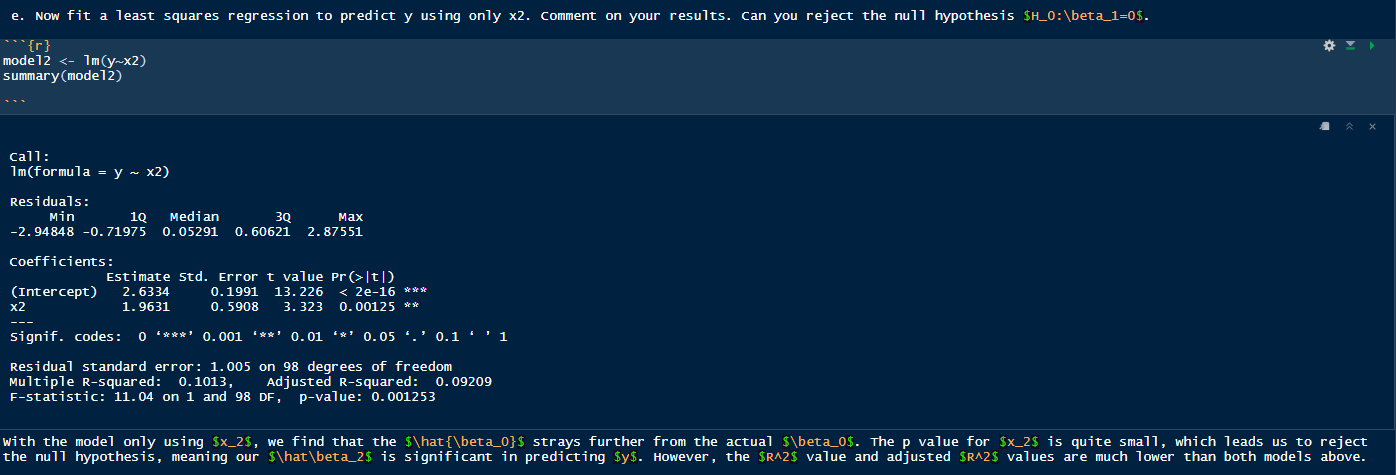 e. Now fit a least squares regression to predict y using only x2. Comment on your results. Can you reject the null hypothesis $H_0:\beta_1=0$.
```{r}
model2 <- lm(y~x2)
summary(model2)
```
Call:
lm(formula = y ~ x2)
Residuals:
     Min       1Q   Median       3Q      Max
-2.94848 -0.71975  0.05291  0.60621  2.87551
Coefficients:
            Estimate Std. Error t value Pr(>|t|)
(Intercept)   2.6334     0.1991  13.226  < 2e-16 ***
x2            1.9631     0.5908   3.323  0.00125 **
---
Signif. codes:  0 ‘***’ 0.001 ‘**’ 0.01 ‘*’ 0.05 ‘.’ 0.1 ‘ ’ 1
Residual standard error: 1.005 on 98 degrees of freedom
Multiple R-squared:  0.1013,    Adjusted R-squared:  0.09209
F-statistic: 11.04 on 1 and 98 DF,  p-value: 0.001253
With the model only using $x_2$, we find that the $\hat{\beta_0}$ strays further from the actual $\beta_0$. The p value for $x_2$ is quite small, which leads us to reject
the null hypothesis, meaning our $\hat\beta_2$ is significant in predicting $y$. However, the $R^2$ value and adjusted $R^2$ values are much lower than both models above.